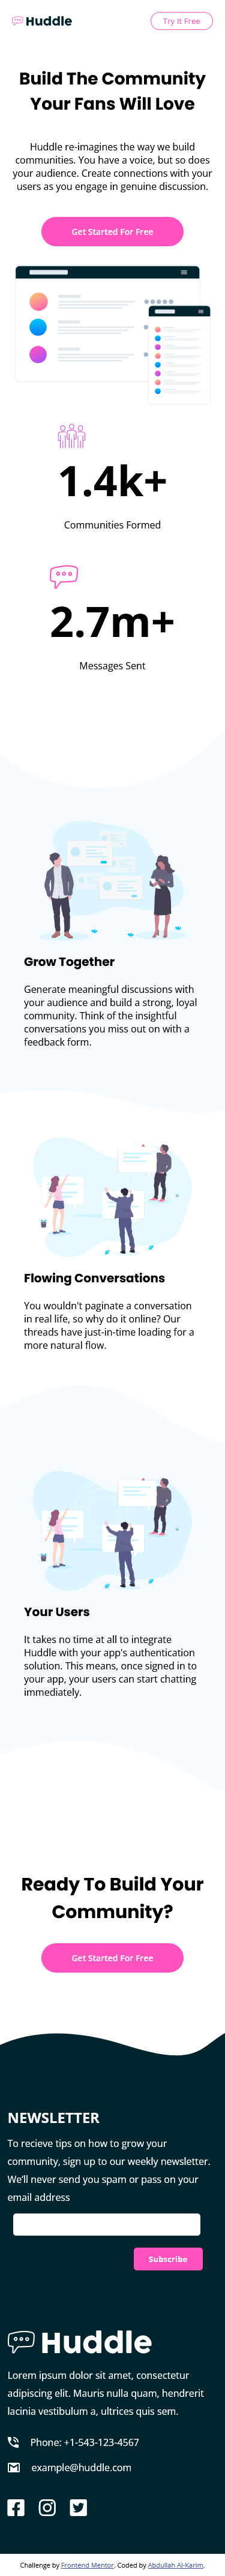 Huddle
Try It Free
Build The Community
Your Fans Will Love
Huddle re-imagines the way we build
communities. You have a voice, but so does
your audience. Create connections with your
users as you engage in genuine discussion.
Get Started For Free
1.4k+
Communities Formed
2.7m+
Messages Sent
Grow Together
Generate meaningful discussions with
your audience and build a strong, loyal
community. Think of the insightful
conversations you miss out on with a
feedback form.
Flowing Conversations
You wouldn't paginate a conversation
in real life, so why do it online? Our
threads have just-in-time loading for a
more natural flow.
Your Users
It takes no time at all to integrate
Huddle with your app's authentication
solution. This means, once signed in to
your app, your users can start chatting
immediately.
Ready To Build Your
Community?
Get Started For Free
NEWSLETTER
To recieve tips on how to grow your
community, sign up to our weekly newsletter.
We'll never send you spam or pass on your
email address
Subscribe
Huddle
Lorem ipsum dolor sit amet, consectetur
adipiscing elit. Mauris nulla quam, hendrerit
lacinia vestibulum a, ultrices quis sem.
Phone: +1-543-123-4567
example@huddle.com
Challenge by Frontend Mentor. Coded by Abdullah Al-Karim.